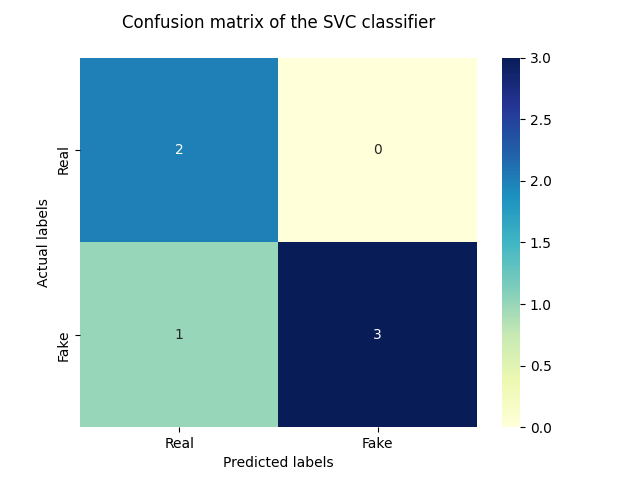 Confusion matrix of the SVC classifier
3.0
2.5
2.0
1.5
1.0
0.5
0.0
Actual labels
Real
2
0
Fake
1
3
Real
Fake
Predicted labels